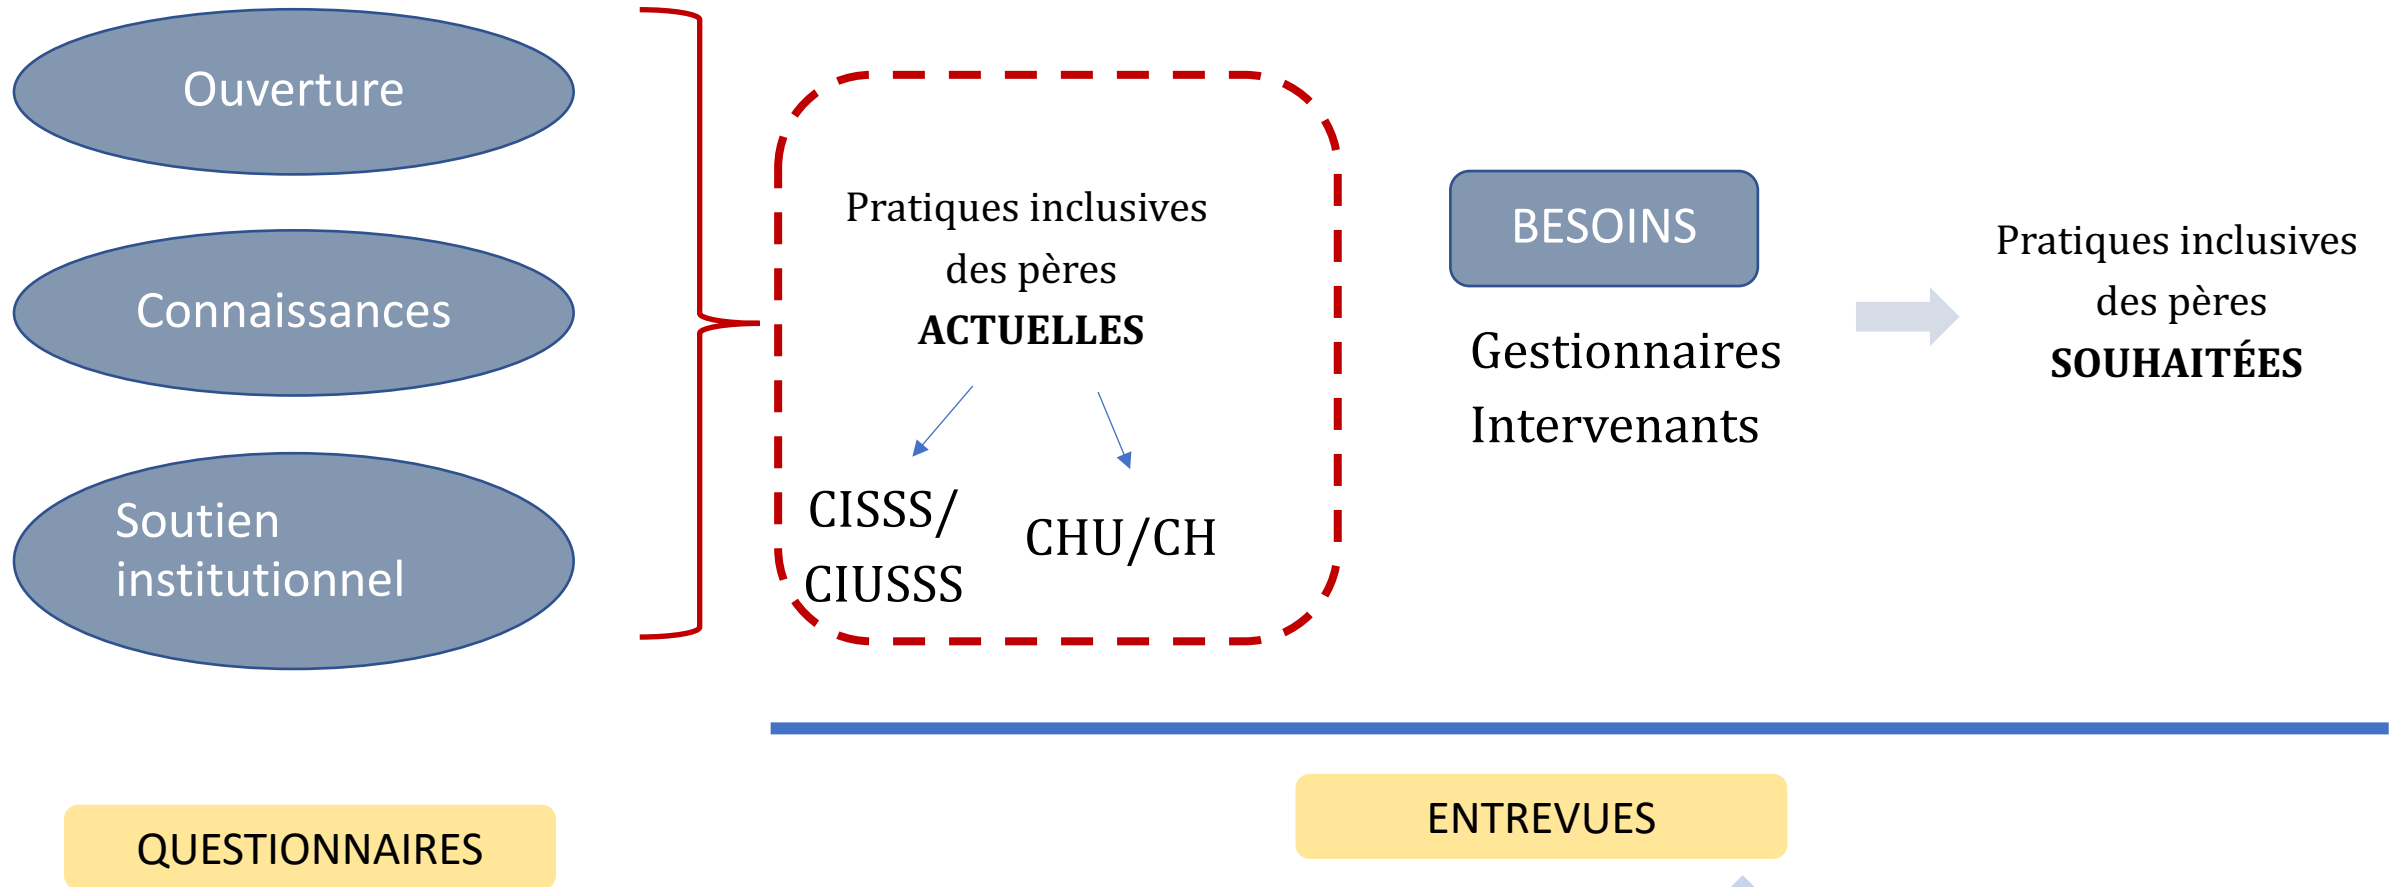 Ouverture
Connaissances
Soutien
institutionnel
Pratiques inclusives
des pères
ACTUELLES
CISSS/
CIUSSS
CHU/CH
BESOINS
Gestionnaires
Intervenants
Pratiques inclusives
des pères
SOUHAITÉES
QUESTIONNAIRES
ENTREVUES